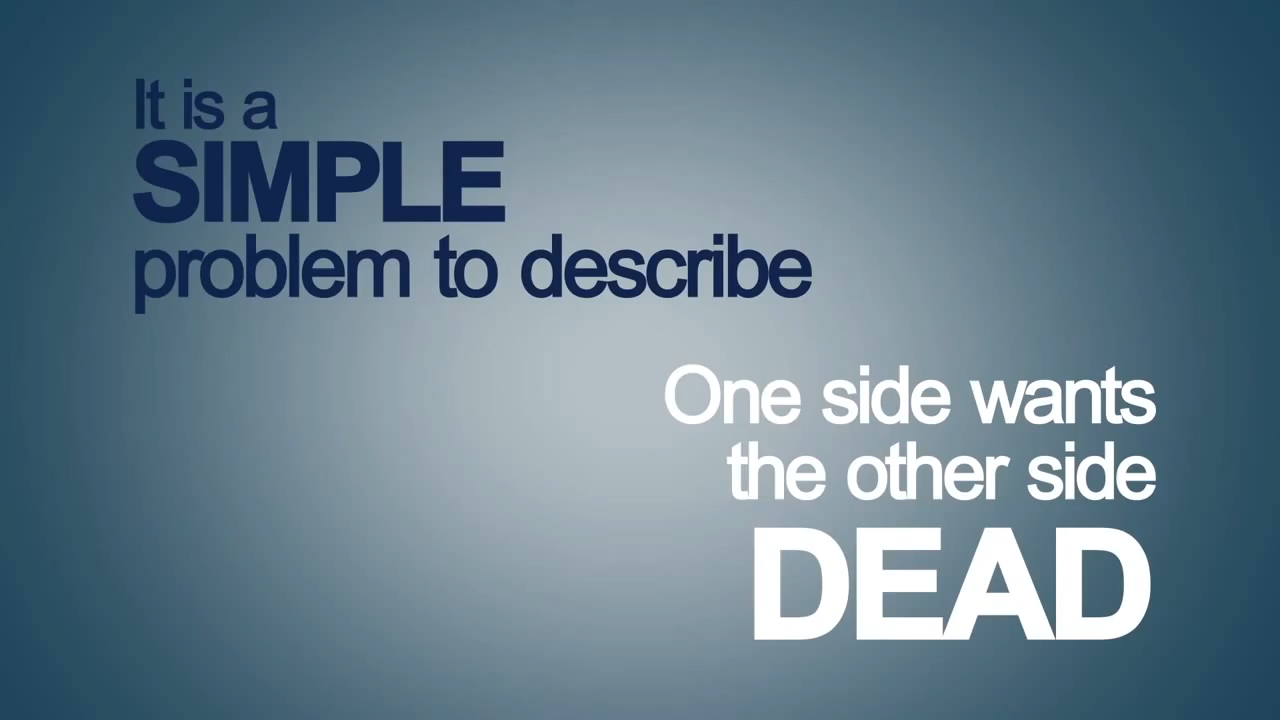 It is a
SIMPLE
problem to describe
One side wants
the other side
DEAD